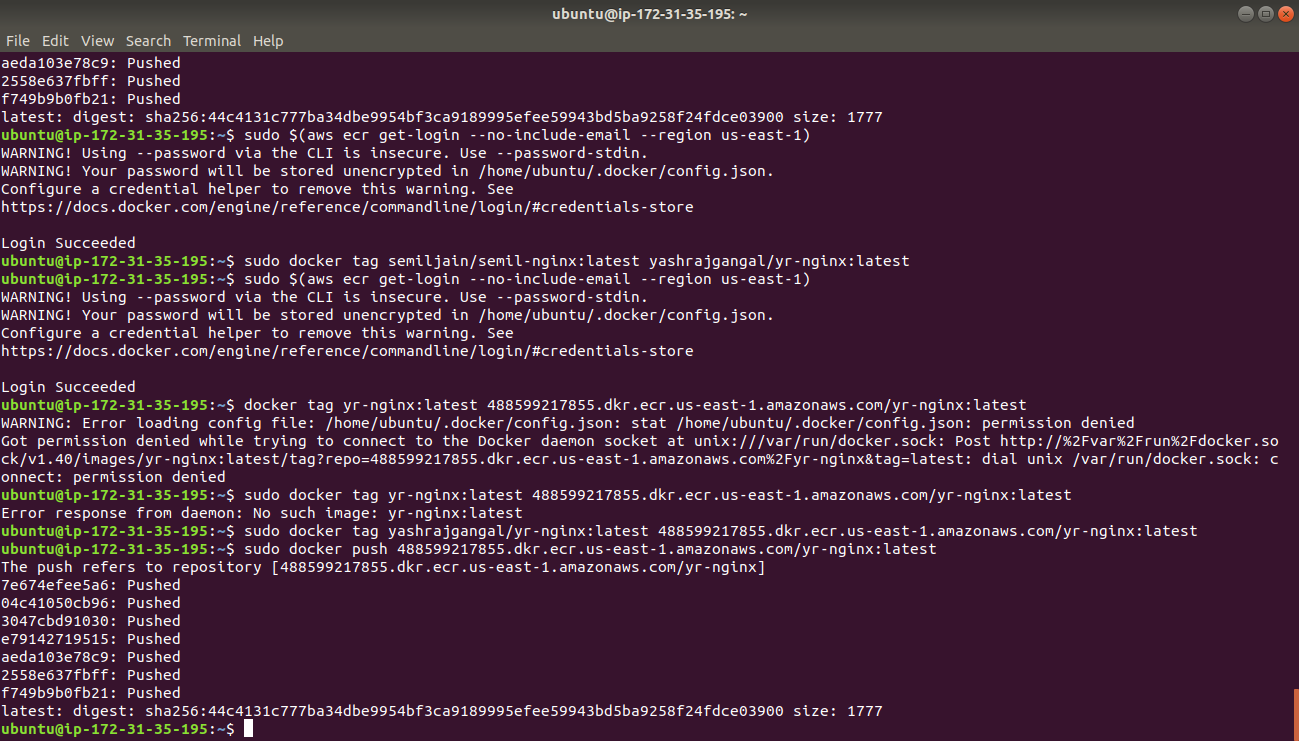 ubuntu@ip-172-31-35-195: ~
File Edit View Search Terminal Help
aeda103e78c9: Pushed
2558e637fbff: Pushed
f749b9b0fb21: Pushed
latest: digest: sha256:44c4131c777ba34dbe9954bf3ca9189995efee59943bd5ba9258f24fdce03900 size: 1777
ubuntu@ip-172-31-35-195:~$ sudo $(aws ecr get-login --no-include-email --region us-east-1)
WARNING! Using --password via the CLI is insecure. Use --password-stdin.
WARNING! Your password will be stored unencrypted in /home/ubuntu/.docker/config.json.
Configure a credential helper to remove this warning. See
https://docs.docker.com/engine/reference/commandline/login/#credentials-store
Login Succeeded
ubuntu@ip-172-31-35-195:~$ sudo docker tag semiljain/semil-nginx:latest yashrajgangal/yr-nginx:latest
ubuntu@ip-172-31-35-195:~$ sudo $(aws ecr get-login --no-include-email --region us-east-1)
WARNING! Using --password via the CLI is insecure. Use --password-stdin.
WARNING! Your password will be stored unencrypted in /home/ubuntu/.docker/config.json.
Configure a credential helper to remove this warning. See
https://docs.docker.com/engine/reference/commandline/login/#credentials-store
Login Succeeded
ubuntu@ip-172-31-35-195:~$ docker tag yr-nginx:latest 488599217855.dkr.ecr.us-east-1.amazonaws.com/yr-nginx:latest
WARNING: Error loading config file: /home/ubuntu/.docker/config.json: stat /home/ubuntu/.docker/config.json: permission denied
Got permission denied while trying to connect to the Docker daemon socket at unix:///var/run/docker.sock: Post http://%2Fvar%2Frun%2Fdocker.so
ck/v1.40/images/yr-nginx:latest/tag?repo=488599217855.dkr.ecr.us-east-1.amazonaws.com%2Fyr-nginx&tag=latest: dial unix /var/run/docker.sock: c
onnect: permission denied
ubuntu@ip-172-31-35-195:~$ sudo docker tag yr-nginx:latest 488599217855.dkr.ecr.us-east-1.amazonaws.com/yr-nginx:latest
Error response from daemon: No such image: yr-nginx:latest
ubuntu@ip-172-31-35-195:~$ sudo docker tag yashrajgangal/yr-nginx:latest 488599217855.dkr.ecr.us-east-1.amazonaws.com/yr-nginx:latest
ubuntu@ip-172-31-35-195:~$ sudo docker push 488599217855.dkr.ecr.us-east-1.amazonaws.com/yr-nginx:latest
The push refers to repository [488599217855.dkr.ecr.us-east-1.amazonaws.com/yr-nginx]
7e674efee5a6: Pushed
04c41050cb96: Pushed
3047cbd91030: Pushed
e79142719515: Pushed
aeda103e78c9: Pushed
2558e637fbff: Pushed
f749b9b0fb21: Pushed
latest: digest: sha256:44c4131c777ba34dbe9954bf3ca9189995efee59943bd5ba9258f24fdce03900 size: 1777
ubuntu@ip-172-31-35-195:~$